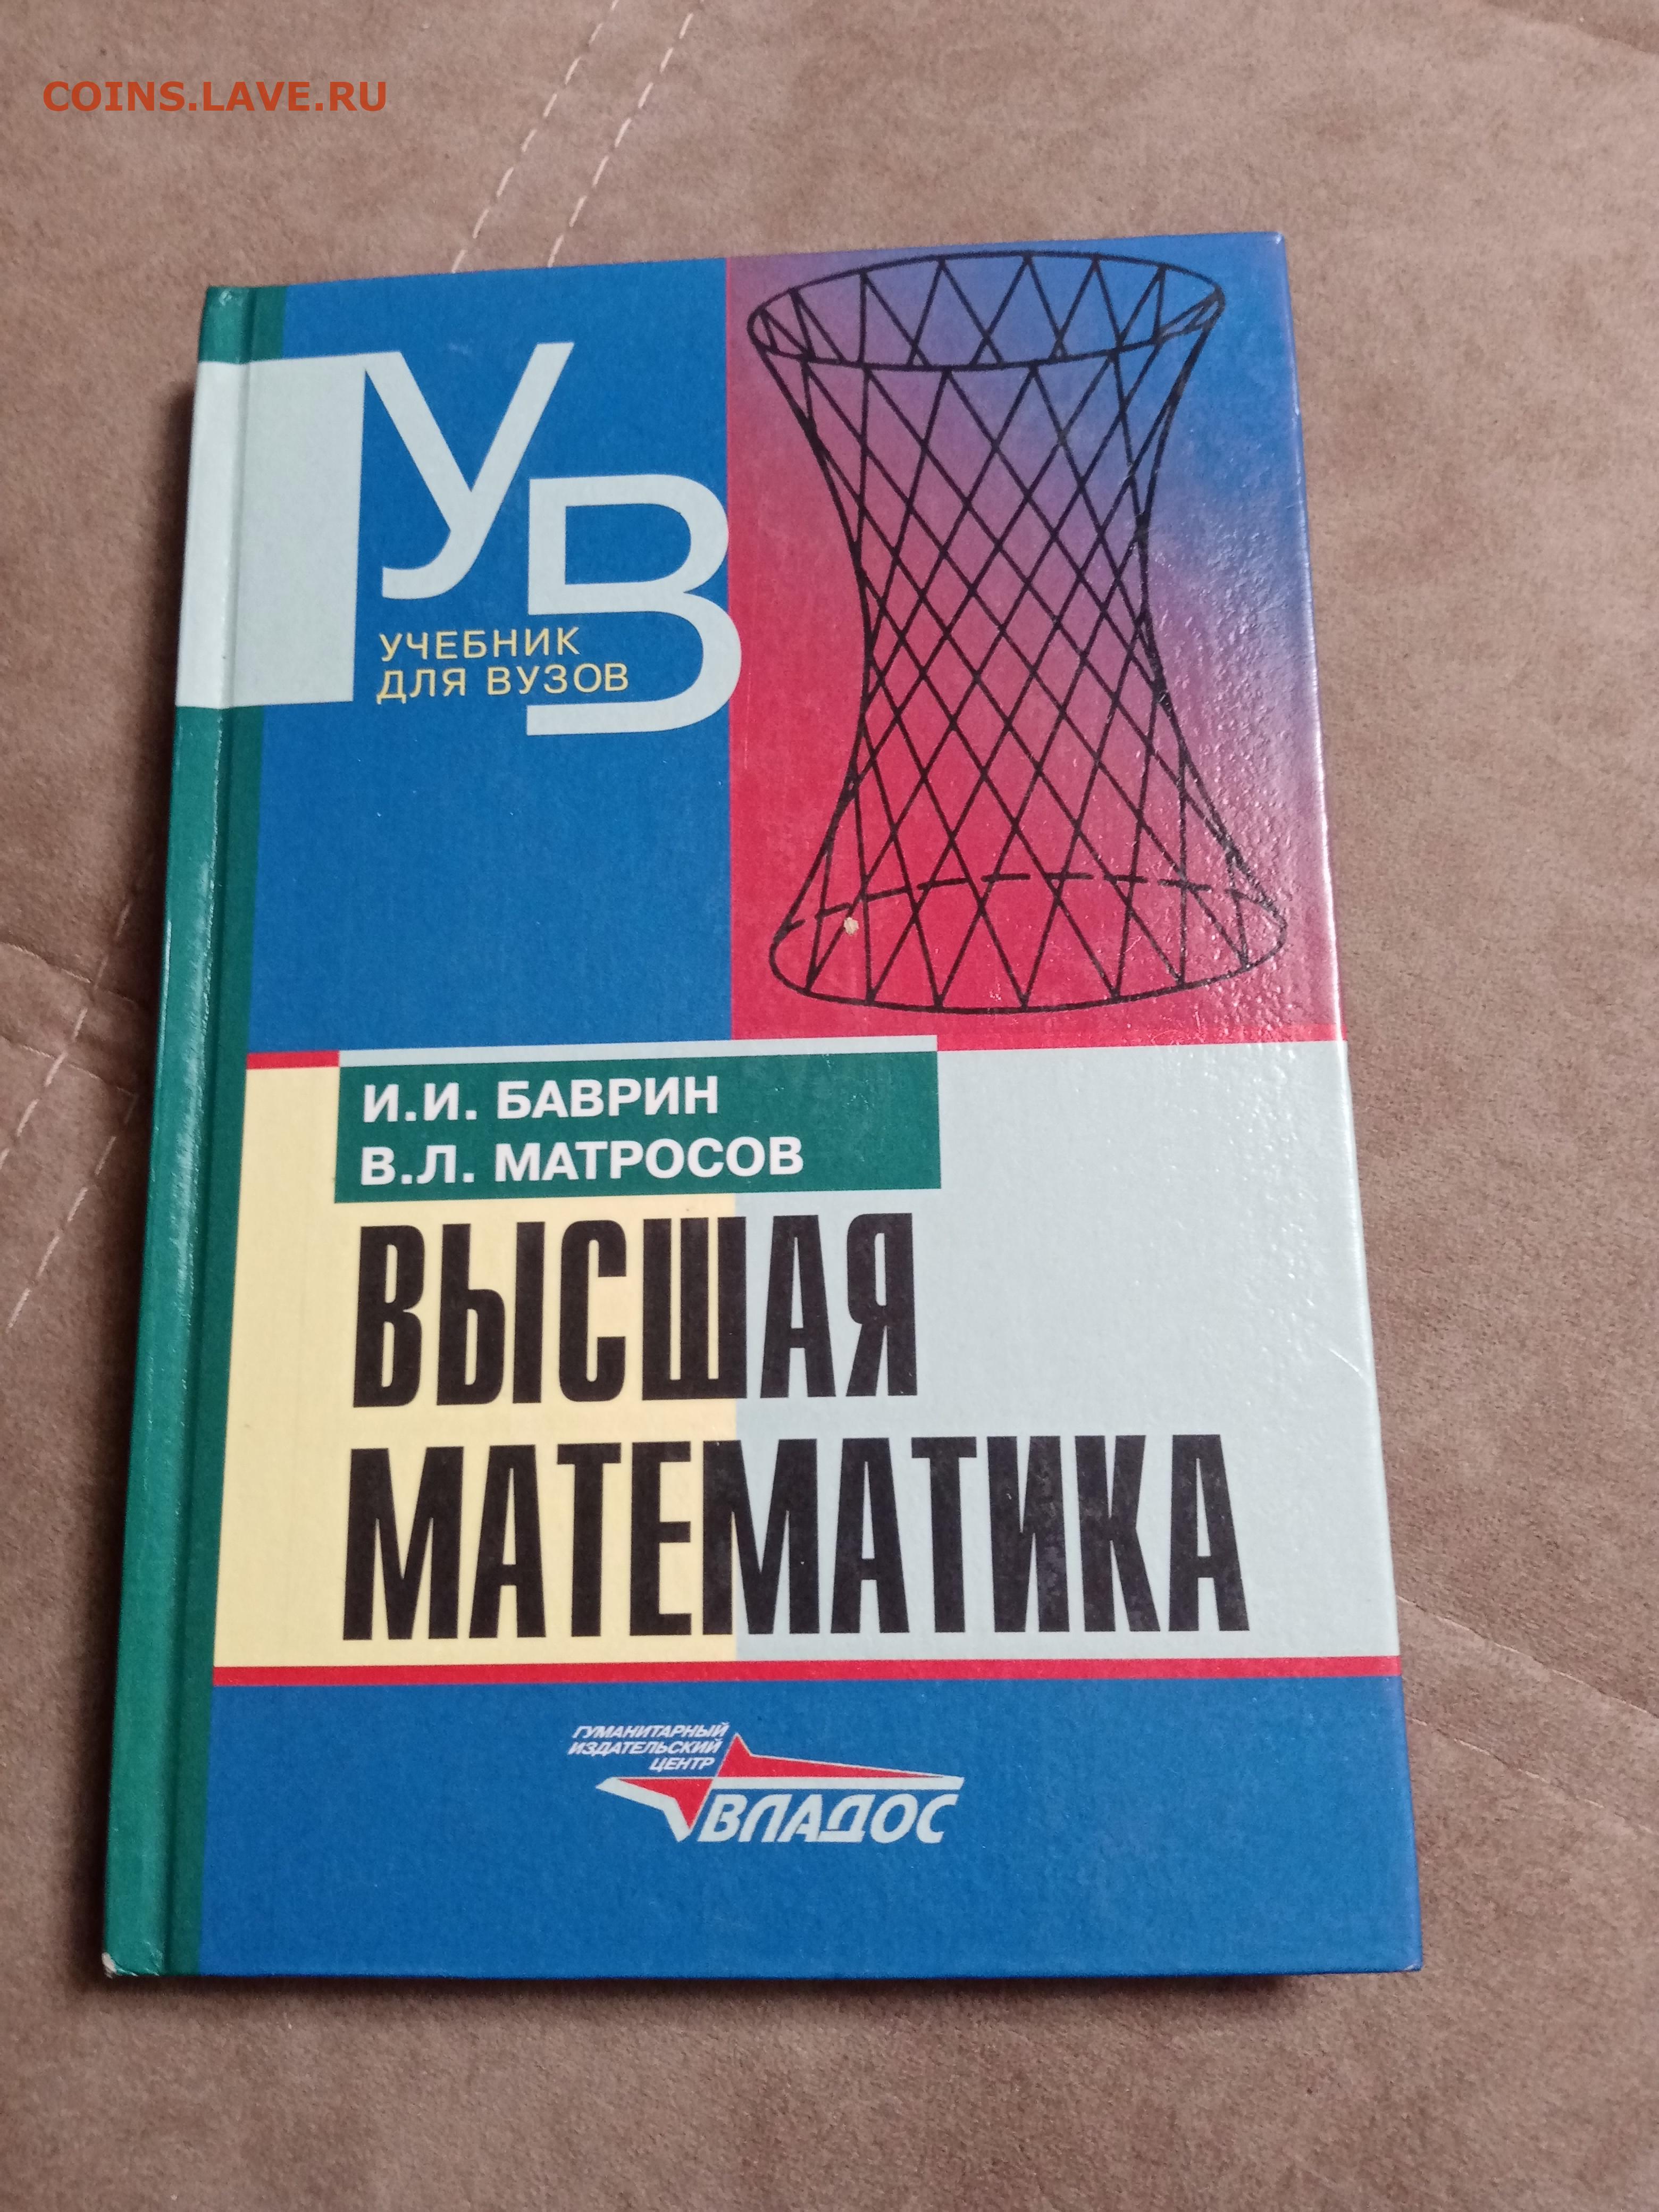 COINS.LAVE.RU
УВ
УЧЕБНИК
ДЛЯ ВУЗОВ
И.И. БАВРИН
В.Л. МАТРОСОВ
ВЫСШАЯ
МАТЕМАТИКА
ГУМАНИТАРНЫЙ
ИЗДАТЕЛЬСКИЙ
ЦЕНТР
ВЛАДОС